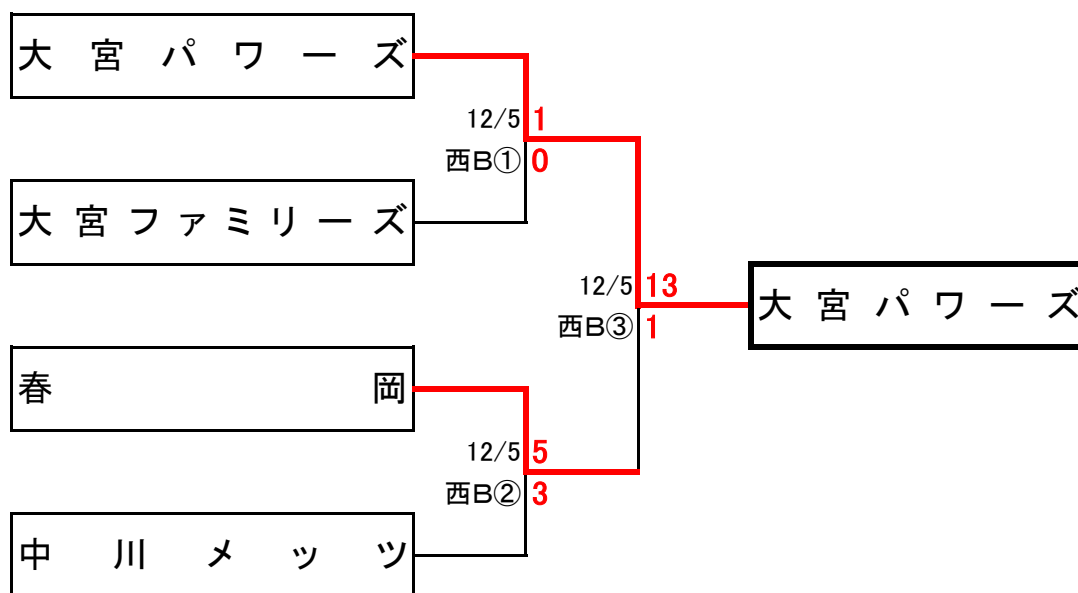 大宮パワーズ
12/5 1
西B① 0
大宮ファミリーズ
12/5 13
西B③ 1
大宮パワーズ
春岡
12/5 5
西B② 3
中川メッツ